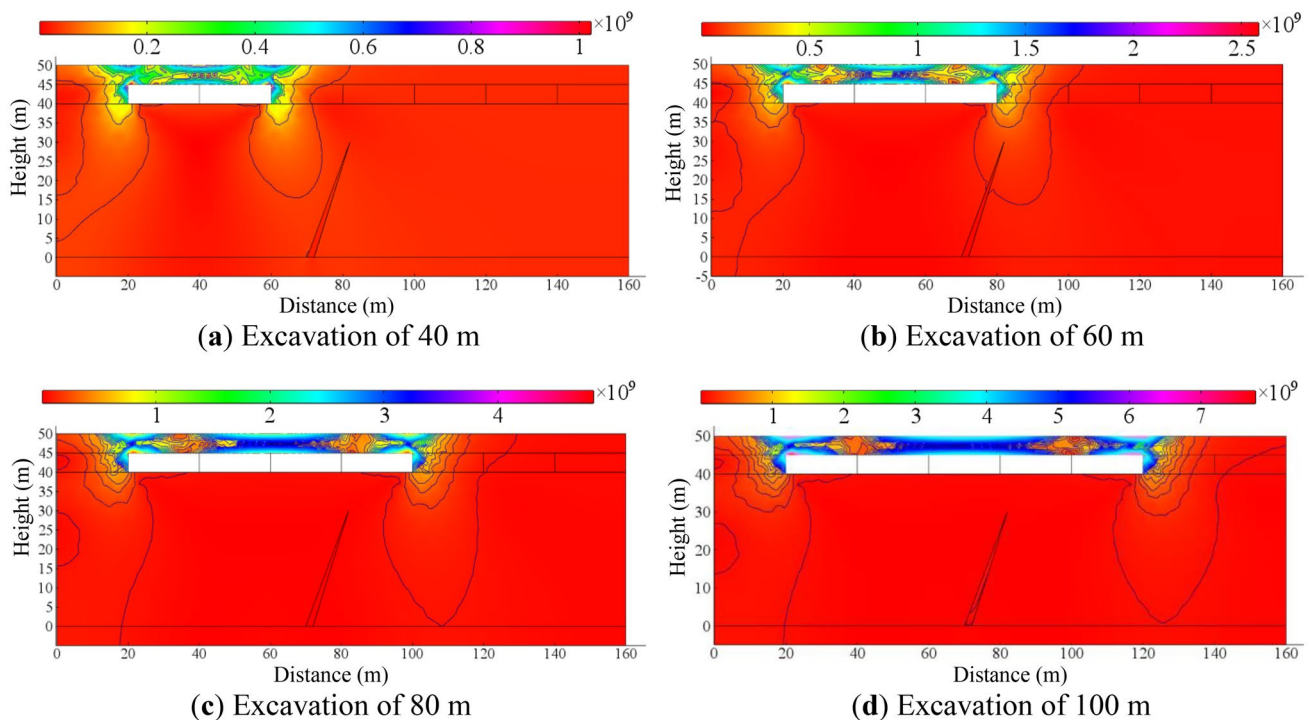 ×10⁹
0.2 0.4 0.6 0.8 1
50
45
40
35
30
25
20
15
10
5
0
Height (m)
0 20 40 60 80 100 120 140 160
Distance (m)
(a) Excavation of 40 m
×10⁹
0.5 1 1.5 2 2.5
50
45
40
35
30
25
20
15
10
5
0
-5
Height (m)
0 20 40 60 80 100 120 140 160
Distance (m)
(b) Excavation of 60 m
×10⁹
1 2 3 4
50
45
40
35
30
25
20
15
10
5
0
Height (m)
0 20 40 60 80 100 120 140 160
Distance (m)
(c) Excavation of 80 m
×10⁹
1 2 3 4 5 6 7
50
40
30
20
10
0
Height (m)
0 20 40 60 80 100 120 140 160
Distance (m)
(d) Excavation of 100 m